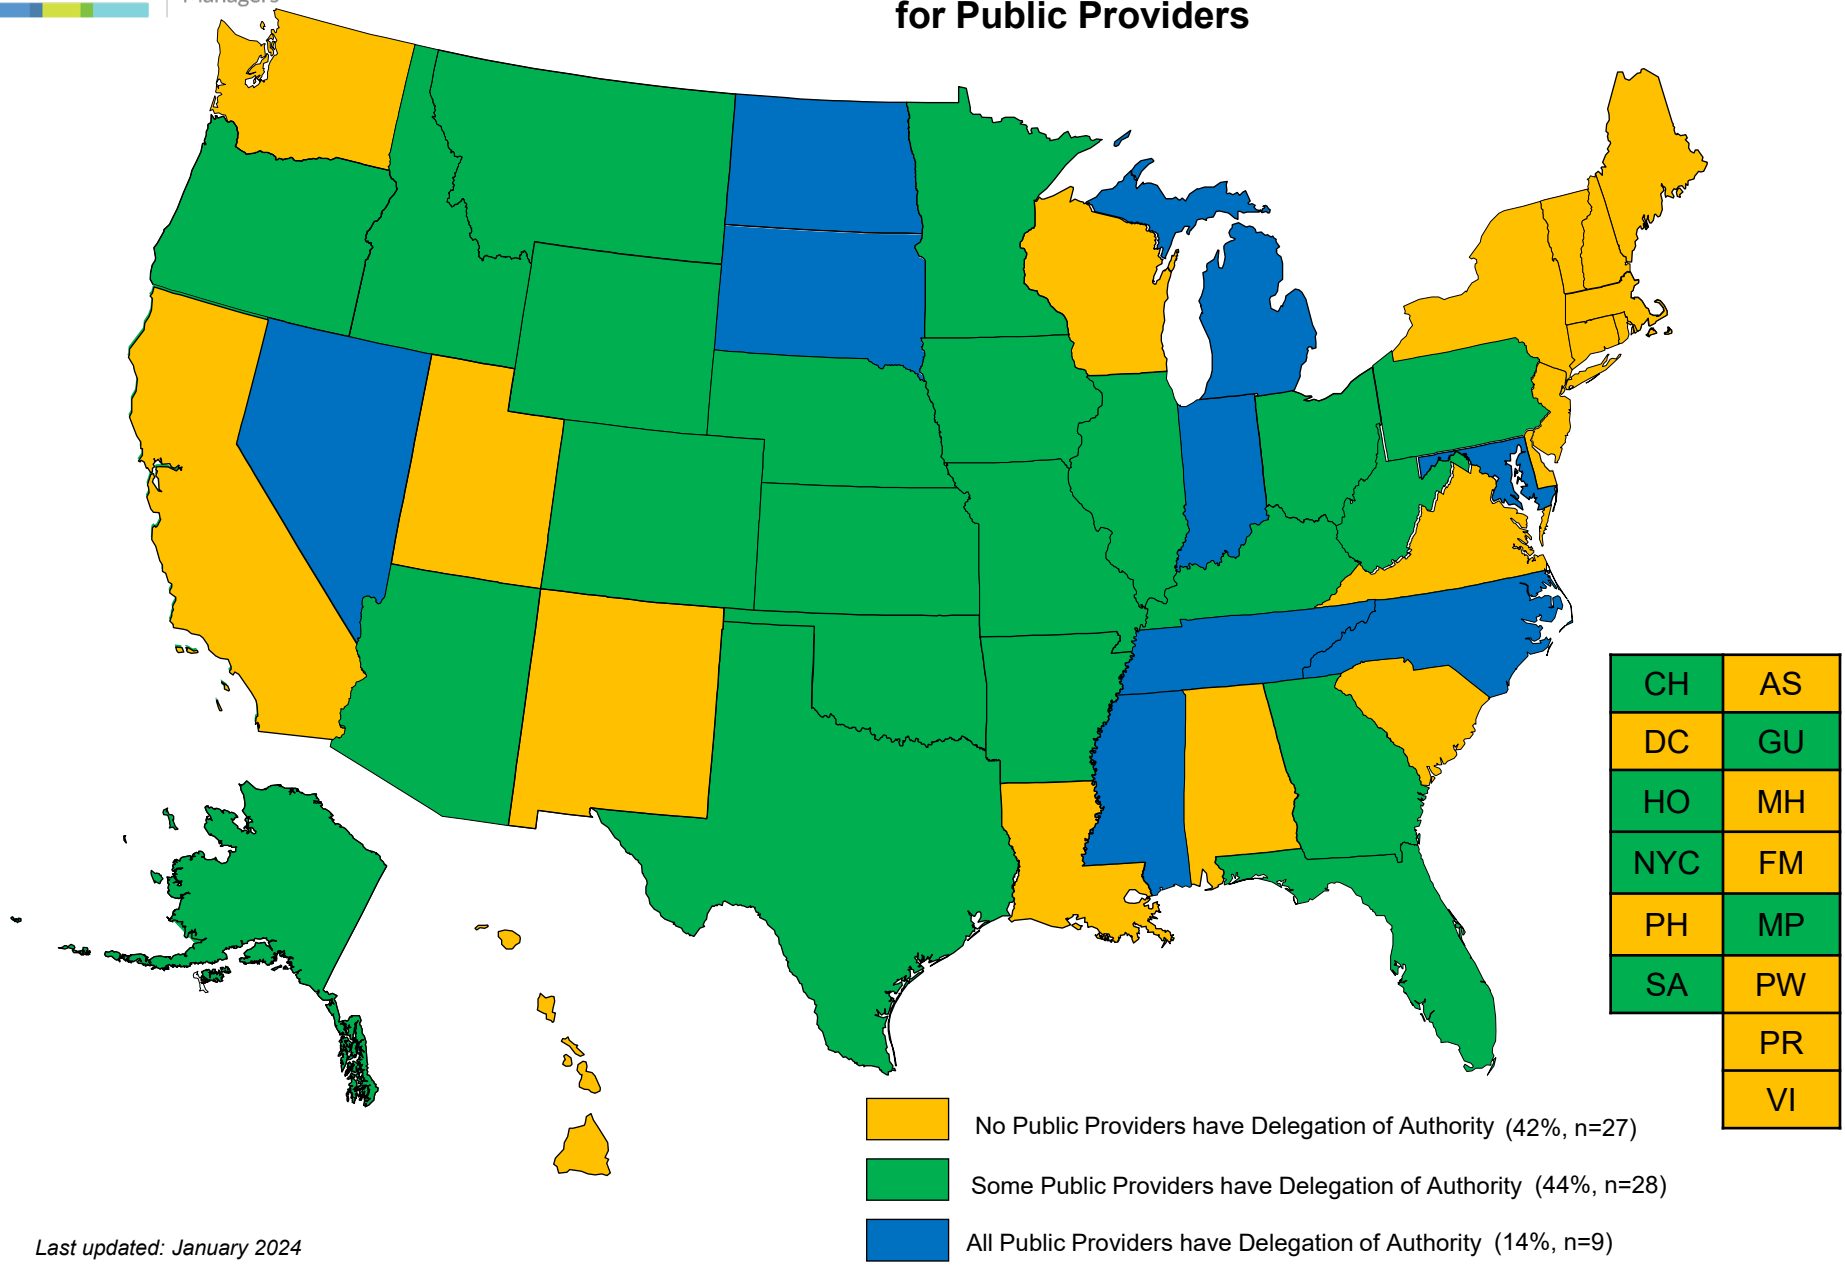 Managers
for Public Providers
CH AS
DC GU
HO MH
NYC FM
PH MP
SA PW
PR
VI
No Public Providers have Delegation of Authority (42%, n=27)
Some Public Providers have Delegation of Authority (44%, n=28)
All Public Providers have Delegation of Authority (14%, n=9)
Last updated: January 2024